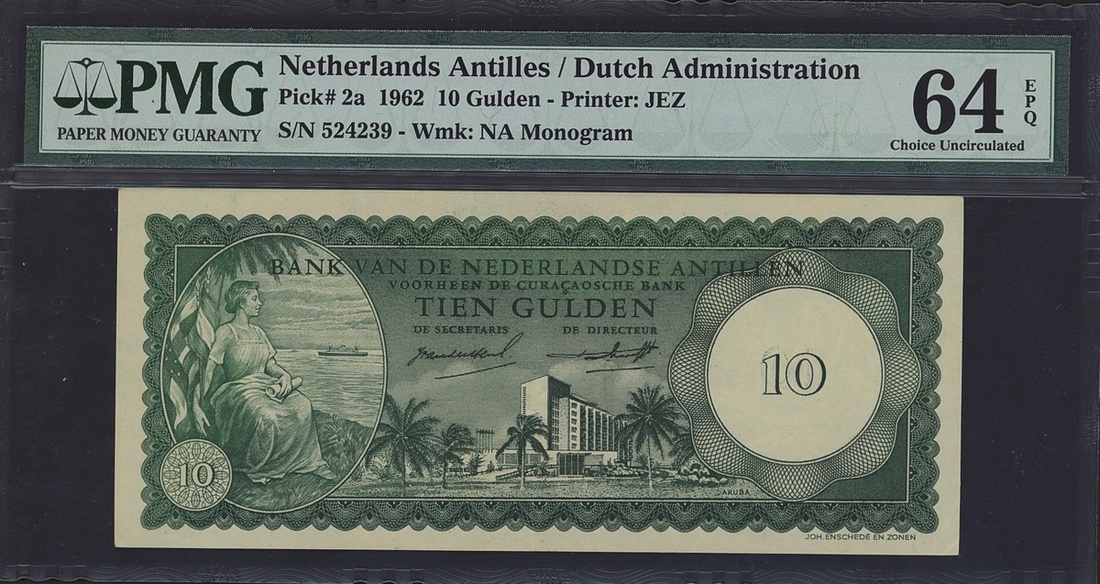 PMG
PAPER MONEY GUARANTY
Netherlands Antilles / Dutch Administration
Pick# 2a 1962 10 Gulden - Printer: JEZ
S/N 524239 - Wmk: NA Monogram
64 EPQ
Choice Uncirculated
BANK VAN DE NEDERLANDSE ANTILLEN
VOORHEEN DE CURAÇAOSCHE BANK
TIEN GULDEN
DE SECRETARIS DE DIRECTEUR
10
10
ARUBA
JOH. ENSCHEDÉ EN ZONEN